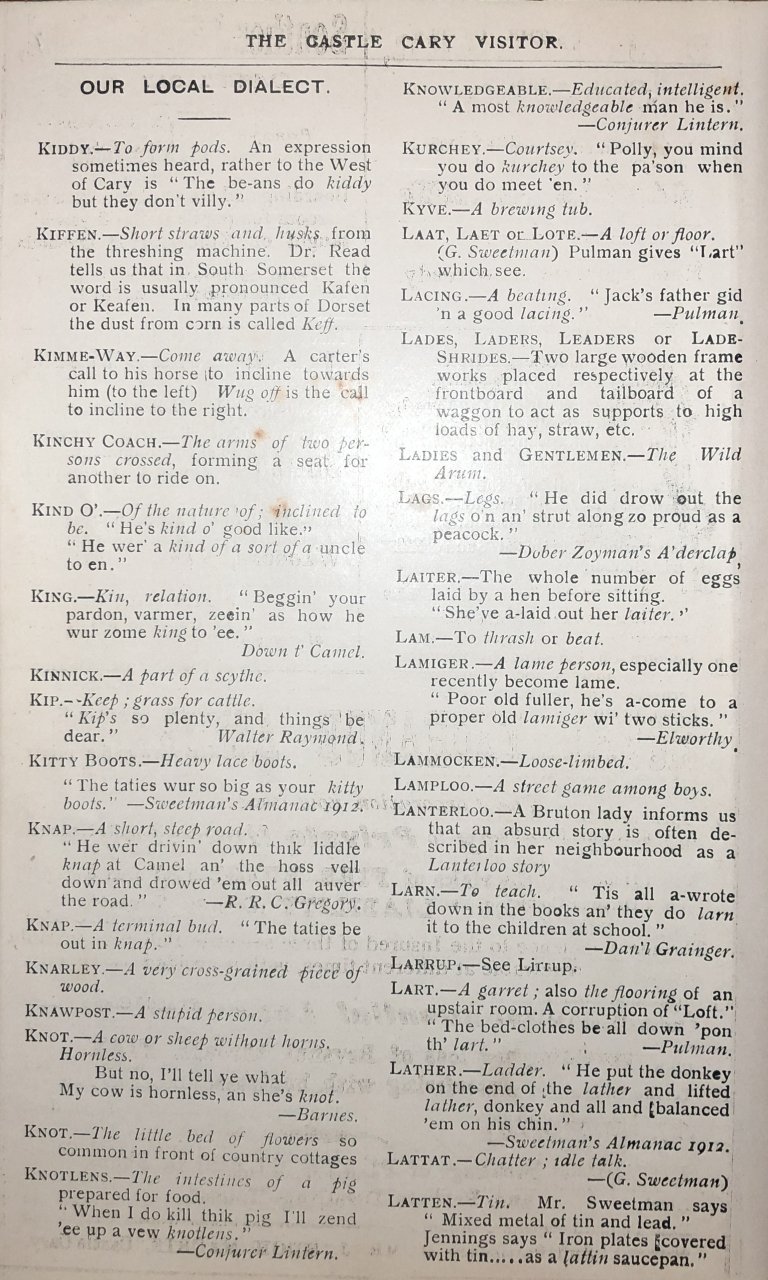 THE CASTLE CARY VISITOR.
OUR LOCAL DIALECT.
KIDDY.—To form pods. An expression
sometimes heard, rather to the West
of Cary is “The be-ans do kiddy
but they don't villy.”
KIFFEN.—Short straws and husks from
the threshing machine. Dr. Read
tells us that in South Somerset the
word is usually pronounced Kafen
or Keafen. In many parts of Dorset
the dust from corn is called Keff.
KIMME-WAY.—Come away. A carter's
call to his horse to incline towards
him (to the left) Wug off is the call
to incline to the right.
KINCHY COACH.—The arms of two per-
sons crossed, forming a seat for
another to ride on.
KIND O'.—Of the nature of; inclined to
be. “He's kind o' good like.”
“He wer' a kind of a sort of a uncle
to en.”
KING.—Kin, relation. “Beggin' your
pardon, varmer, zeein' as how he
wur zome king to 'ee.”
Down t' Camel.
KINNICK.—A part of a scythe.
KIP.--Keep; grass for cattle.
“Kip's so plenty, and things be
dear.” Walter Raymond.
KITTY BOOTS.—Heavy lace boots.
“The taties wur so big as your kitty
boots.” —Sweetman's Almanac 1912.
KNAP.—A short, steep road.
“He wer drivin' down thik liddle
knap at Camel an' the hoss vell
down and drowed 'em out all auver
the road.” —R. R. C. Gregory.
KNAP.—A terminal bud. “The taties be
out in knap.”
KNARLEY.—A very cross-grained piece of
wood.
KNAWPOST.—A stupid person.
KNOT.—A cow or sheep without horns.
Hornless.
But no, I'll tell ye what
My cow is hornless, an she's knot.
—Barnes.
KNOT.—The little bed of flowers so
common in front of country cottages
KNOTLENS.—The intestines of a pig
prepared for food.
“When I do kill thik pig I'll zend
'ee up a vew knotlens.”
—Conjurer Lintern.
KNOWLEDGEABLE.—Educated, intelligent.
“A most knowledgeable man he is.”
—Conjurer Lintern.
KURCHEY.—Courtsey. “Polly, you mind
you do kurchey to the pa'son when
you do meet 'en.”
KYVE.—A brewing tub.
LAAT, LAET or LOTE.—A loft or floor.
(G. Sweetman) Pulman gives “Lart”
which see.
LACING.—A beating. “Jack's father gid
'n a good lacing.” —Pulman.
LADES, LADERS, LEADERS or LADE-
SHRIDES.—Two large wooden frame
works placed respectively at the
frontboard and tailboard of a
waggon to act as supports to high
loads of hay, straw, etc.
LADIES and GENTLEMEN.—The Wild
Arum.
LAGS.—Legs. “He did drow out the
lags o'n an' strut along zo proud as a
peacock.”
—Dober Zoyman's A'derclap,
LAITER.—The whole number of eggs
laid by a hen before sitting.
“She've a-laid out her laiter.”
LAM.—To thrash or beat.
LAMIGER.—A lame person, especially one
recently become lame.
“Poor old fuller, he's a-come to a
proper old lamiger wi' two sticks.”
—Elworthy.
LAMMOCKEN.—Loose-limbed.
LAMPLOO.—A street game among boys.
LANTERLOO.—A Bruton lady informs us
that an absurd story is often de-
scribed in her neighbourhood as a
Lanterloo story
LARN.—To teach. “Tis all a-wrote
down in the books an' they do larn
it to the children at school.”
—Dan'l Grainger.
LARRUP.—See Lirrup.
LART.—A garret; also the flooring of an
upstair room. A corruption of “Loft.”
“The bed-clothes be all down 'pon
th' lart.” —Pulman.
LATHER.—Ladder. “He put the donkey
on the end of the lather and lifted
lather, donkey and all and balanced
'em on his chin.”
—Sweetman's Almanac 1912.
LATTAT.—Chatter; idle talk.
—(G. Sweetman)
LATTEN.—Tin. Mr. Sweetman says
“Mixed metal of tin and lead.”
Jennings says “Iron plates covered
with tin.....as a lattin saucepan.”